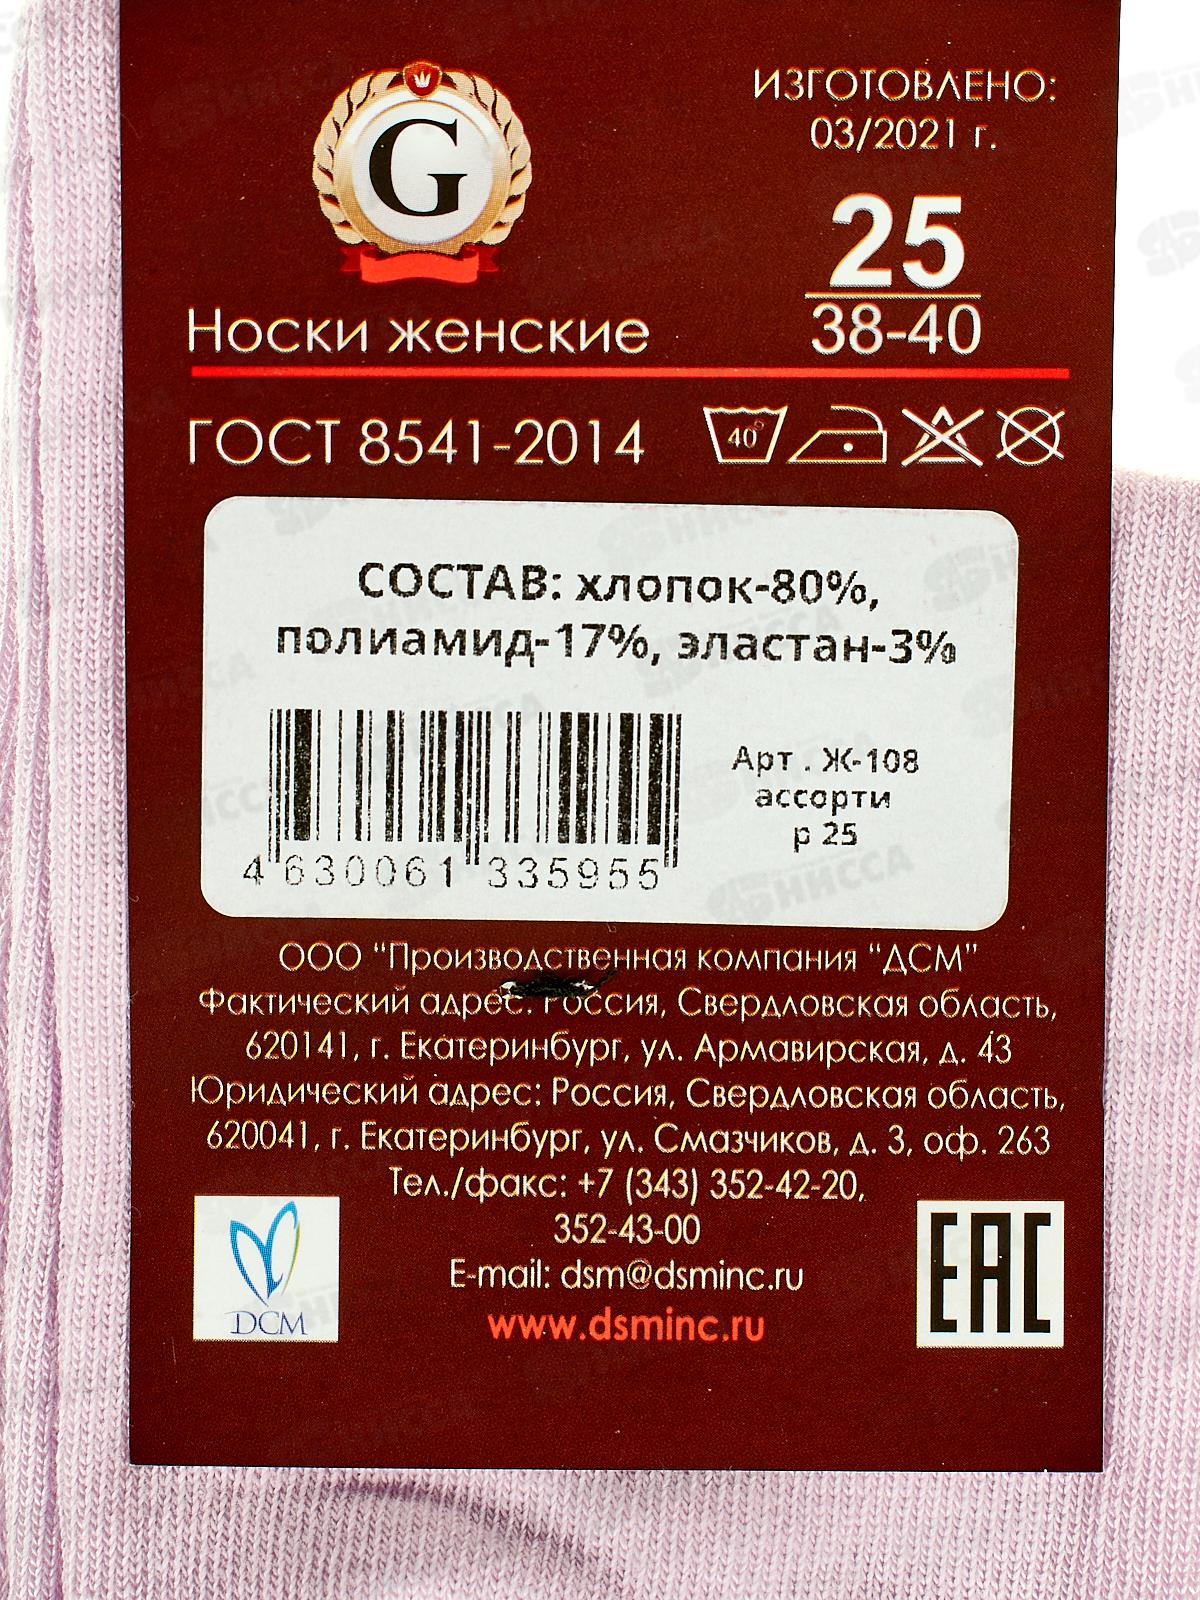 G
ИЗГОТОВЛЕНО:
03/2021 г.
25
38-40
Носки женские
ГОСТ 8541-2014
40°
СОСТАВ: хлопок-80%,
полиамид-17%, эластан-3%
Арт . Ж-108
ассорти
р 25
4 630061 335955
ООО "Производственная компания "ДСМ"
Фактический адрес: Россия, Свердловская область,
620141, г. Екатеринбург, ул. Армавирская, д. 43
Юридический адрес: Россия, Свердловская область,
620041, г. Екатеринбург, ул. Смазчиков, д. 3, оф. 263
Тел./факс: +7 (343) 352-42-20,
352-43-00
E-mail: dsm@dsminc.ru
www.dsminc.ru
DCM
EAC